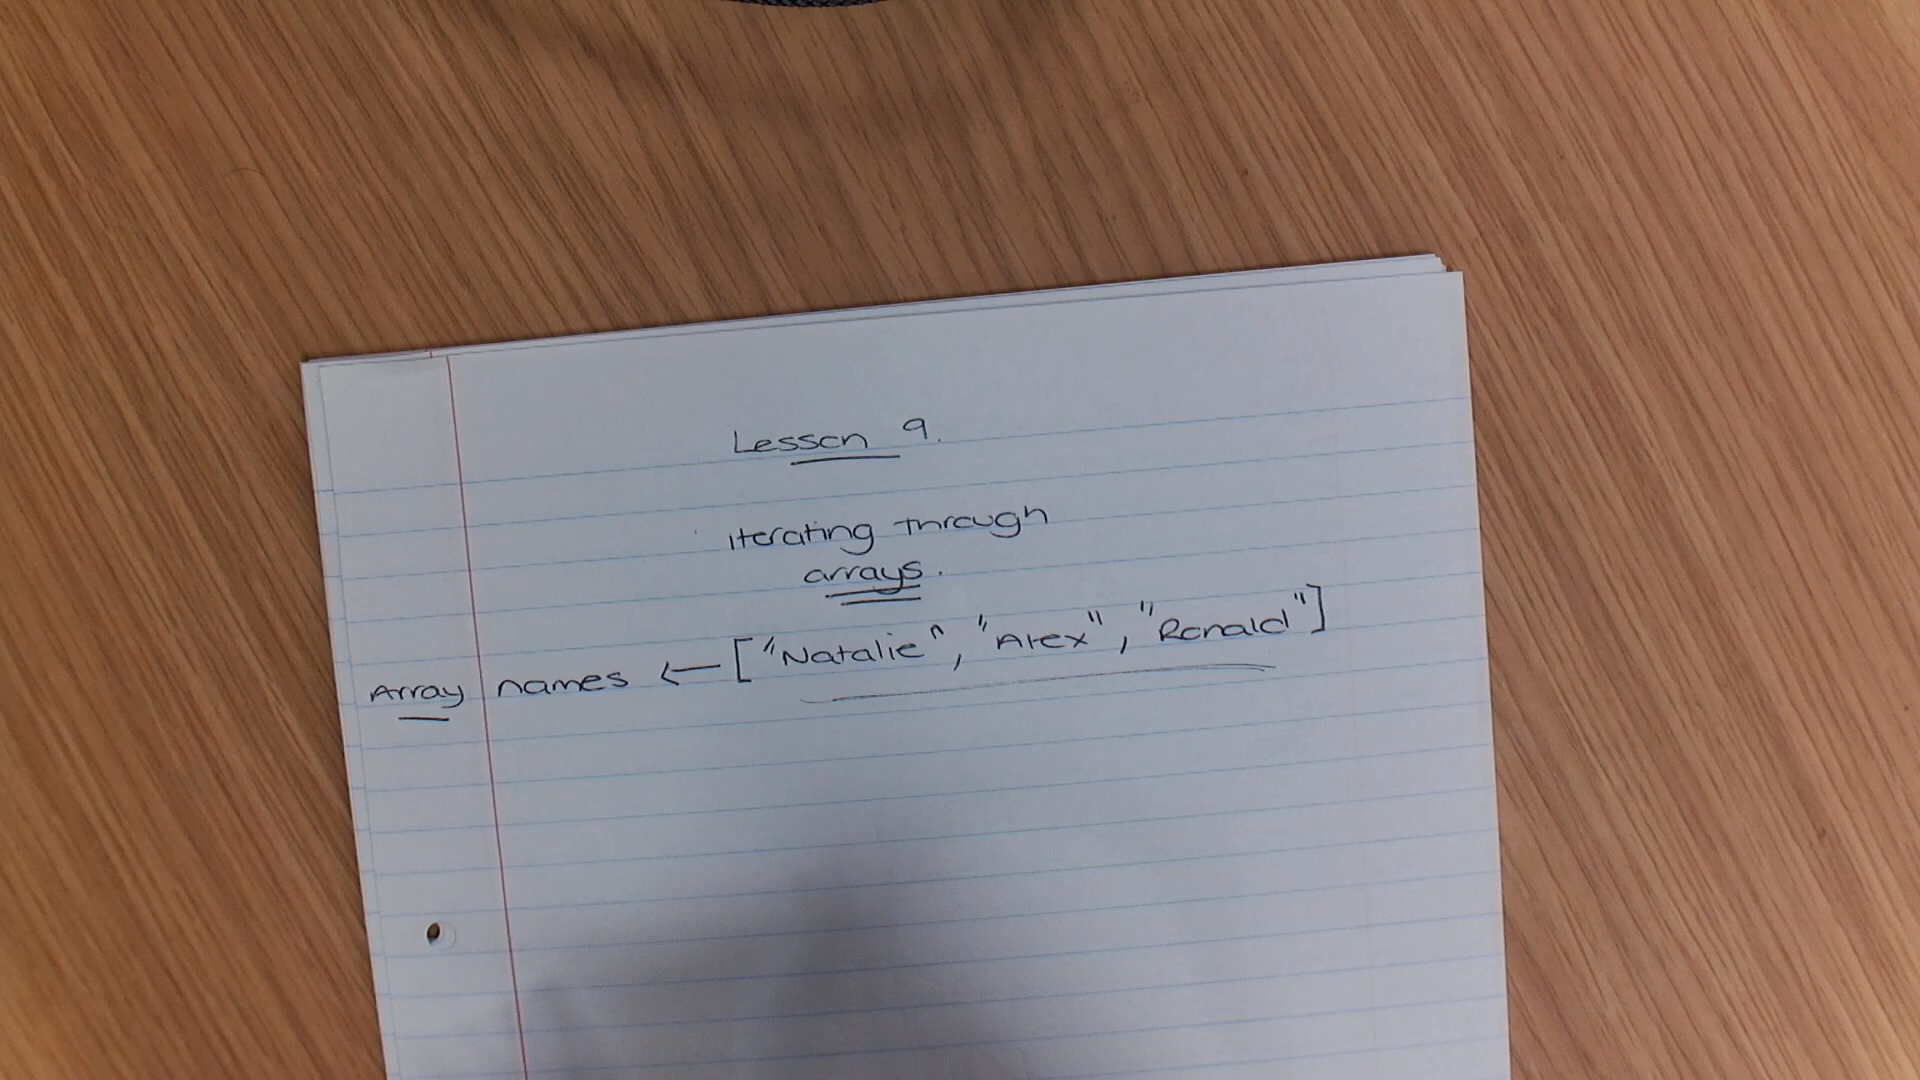 Lesson 9.
iterating through
arrays.
Array names ← ["Natalie", "Alex", "Ronald"]